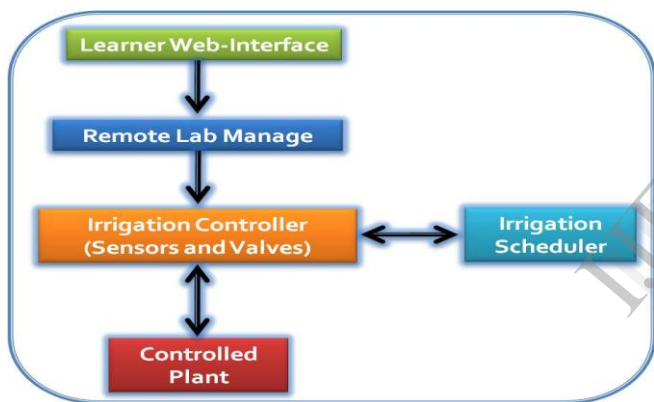 Learner Web-Interface
Remote Lab Manage
Irrigation Controller
(Sensors and Valves)
Irrigation
Scheduler
Controlled
Plant